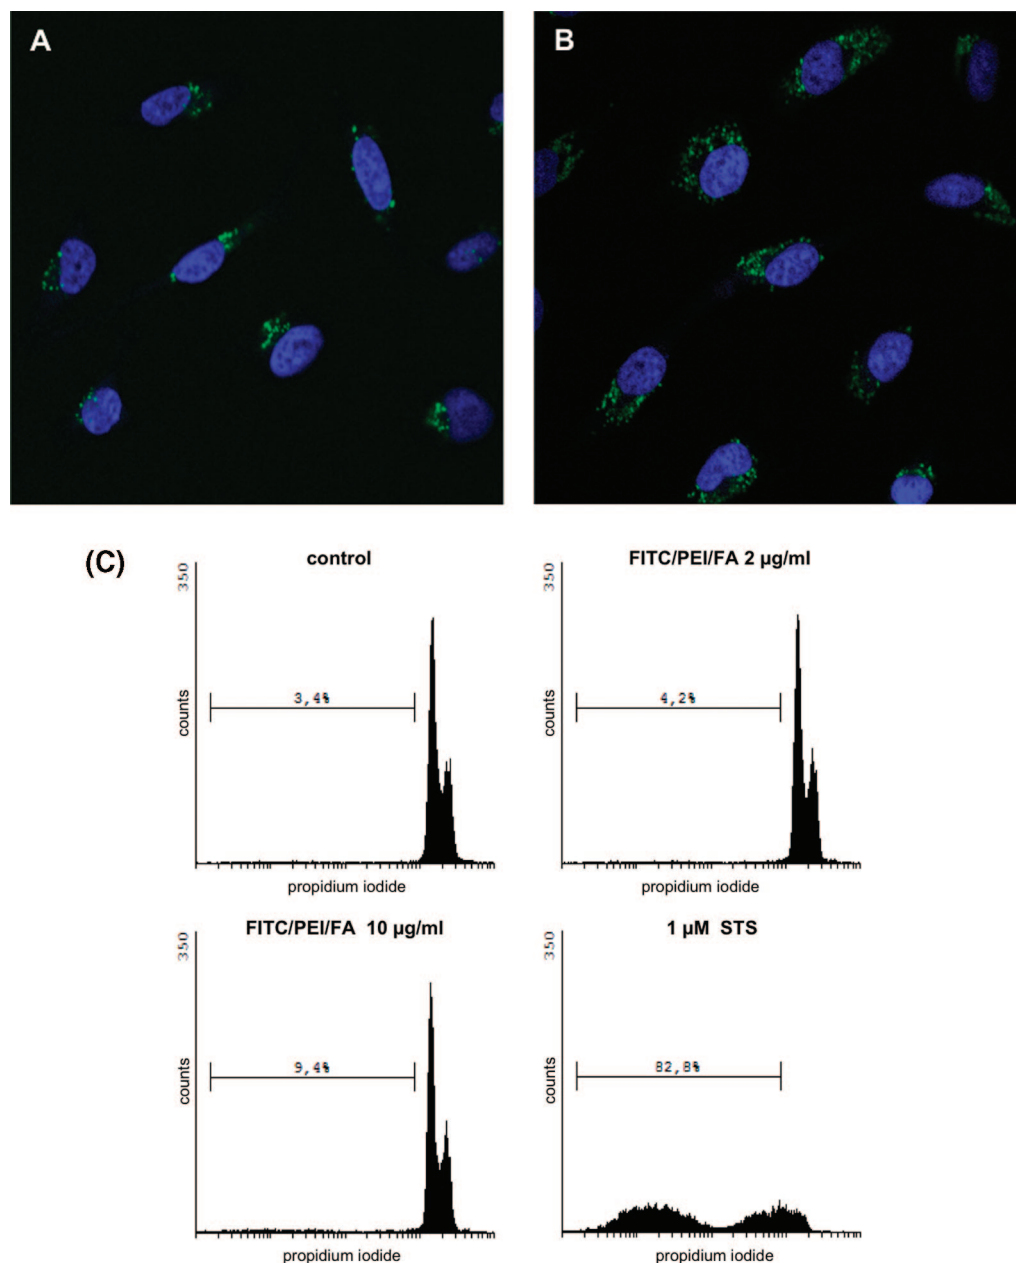 A
B
(C)
control
350
counts
3,4%
propidium iodide
FITC/PEI/FA 2 µg/ml
350
counts
4,2%
propidium iodide
FITC/PEI/FA 10 µg/ml
350
counts
9,4%
propidium iodide
1 µM STS
350
counts
82,8%
propidium iodide